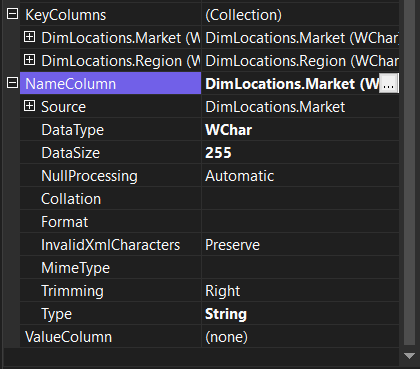 KeyColumns (Collection)
DimLocations.Market (W DimLocations.Market (WChar)
DimLocations.Region (W DimLocations.Region (WChar
NameColumn DimLocations.Market (W ...
Source DimLocations.Market
DataType WChar
DataSize 255
NullProcessing Automatic
Collation
Format
InvalidXmlCharacters Preserve
MimeType
Trimming Right
Type String
ValueColumn (none)